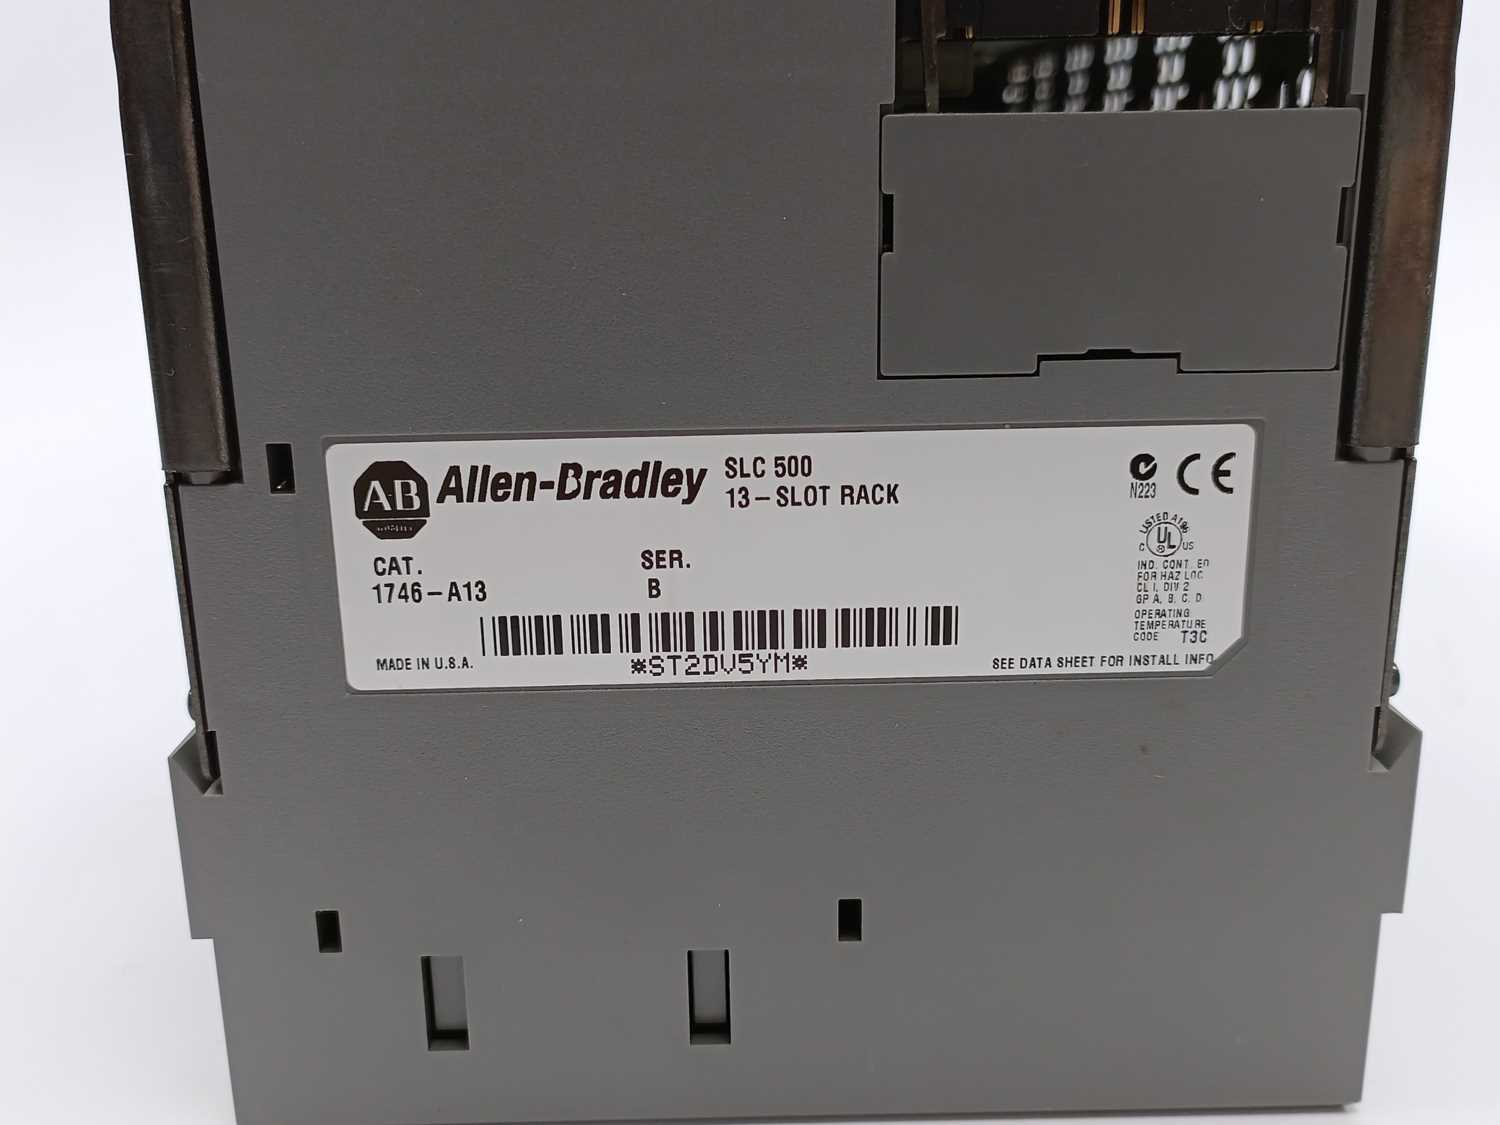 AB
Allen-Bradley
SLC 500
13-SLOT RACK
N223
CE
LISTED A196
C UL US
IND. CONT. EQ
FOR HAZ LOC.
CL I, DIV 2
GP A, B, C, D
OPERATING
TEMPERATURE
CODE T3C
CAT. SER.
1746-A13 B
*ST2DV5YM*
MADE IN U.S.A.
SEE DATA SHEET FOR INSTALL INFO